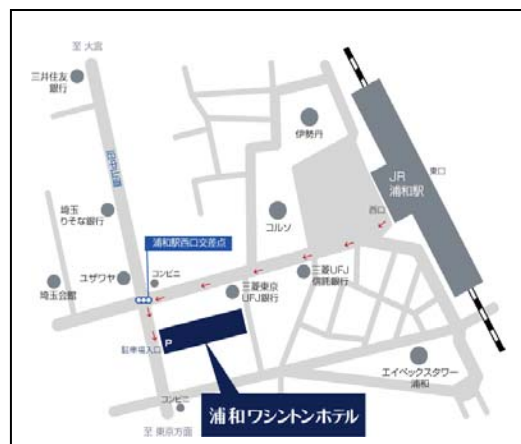 至 大宮
三井住友
銀行
伊勢丹
旧中山道
JR
浦和駅
東口
西口
埼玉
りそな銀行
浦和駅西口交差点
コルソ
ユザワヤ
コンビニ
三菱UFJ
信託銀行
埼玉会館
三菱東京
UFJ銀行
P
駐車場入口
エイペックスタワー
浦和
コンビニ
浦和ワシントンホテル
至 東京方面